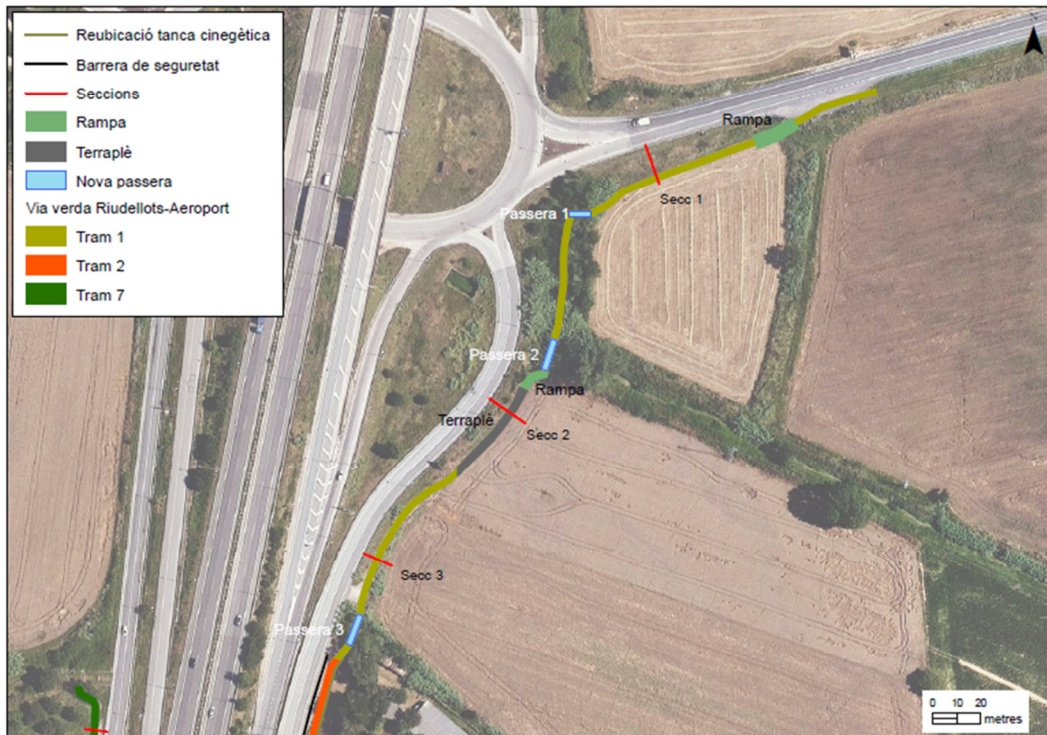 Reubicació tanca cinegètica
Barrera de seguretat
Seccions
Rampa
Terraplè
Nova passera
Via verda Riudellots-Aeroport
Tram 1
Tram 2
Tram 7
Rampa
Secc 1
Passera 1
Passera 2
Rampa
Terraplè
Secc 2
Secc 3
Passera 3
0 10 20
metres